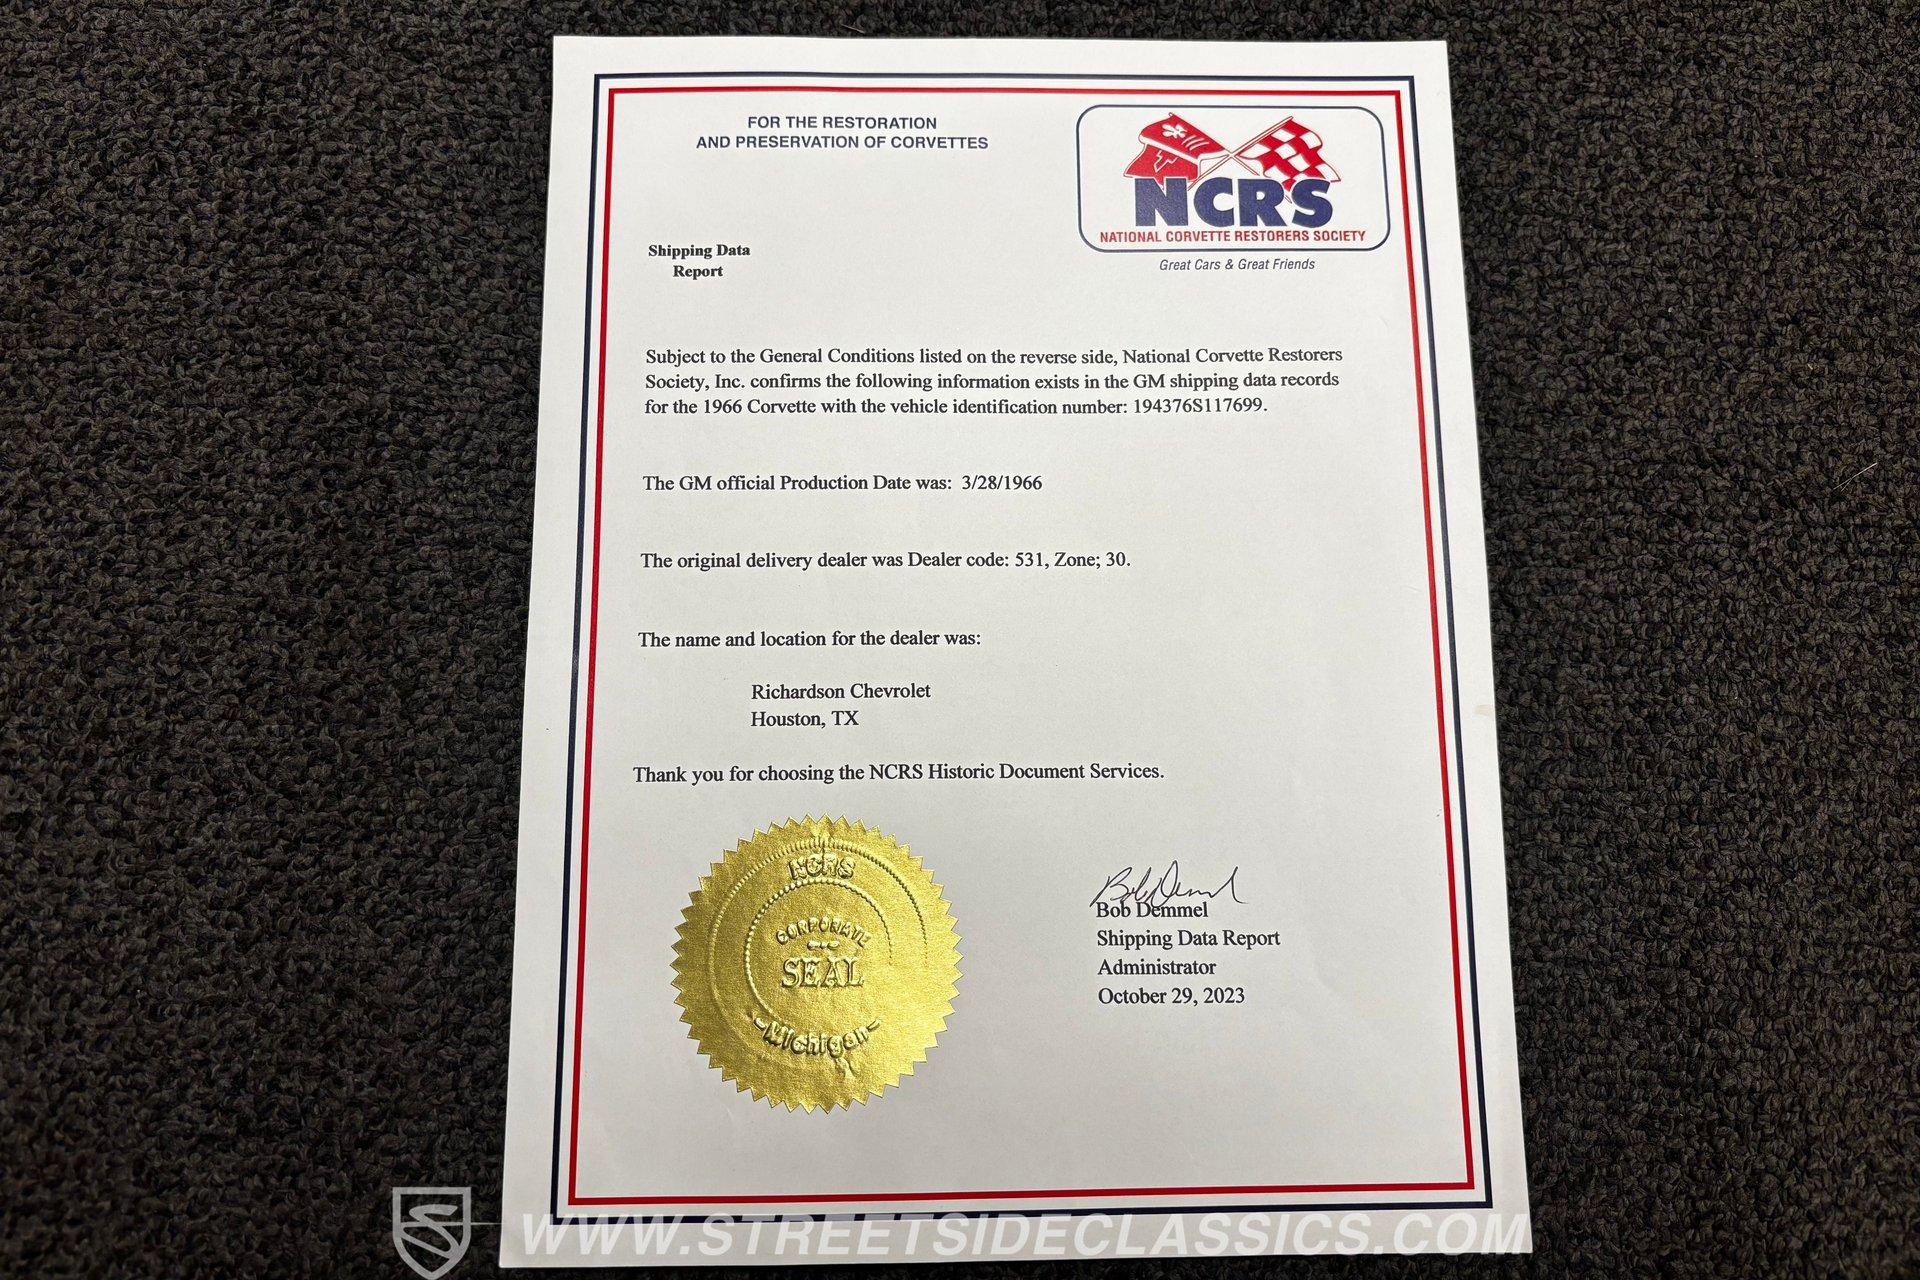 FOR THE RESTORATION
AND PRESERVATION OF CORVETTES
NCRS
NATIONAL CORVETTE RESTORERS SOCIETY
Great Cars & Great Friends
Shipping Data
Report
Subject to the General Conditions listed on the reverse side, National Corvette Restorers
Society, Inc. confirms the following information exists in the GM shipping data records
for the 1966 Corvette with the vehicle identification number: 194376S117699.
The GM official Production Date was:  3/28/1966
The original delivery dealer was Dealer code: 531, Zone; 30.
The name and location for the dealer was:
Richardson Chevrolet
Houston, TX
Thank you for choosing the NCRS Historic Document Services.
NCRS
CORPORATE
SEAL
Michigan
Bob Demmel
Bob Demmel
Shipping Data Report
Administrator
October 29, 2023
S WWW.STREETSIDECLASSICS.COM